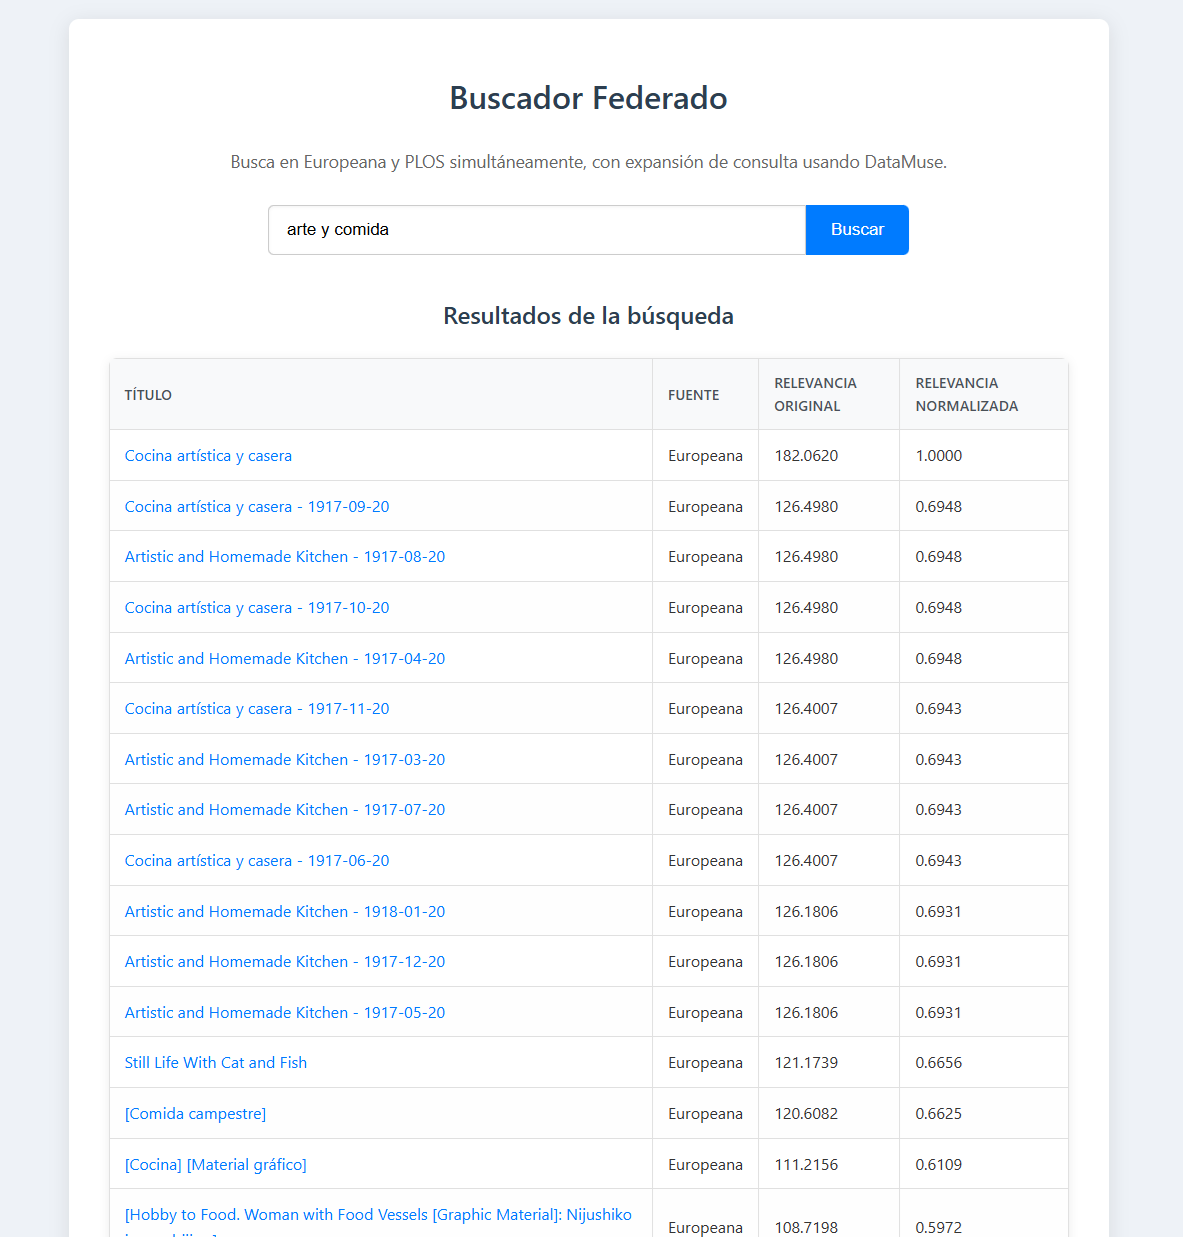 Buscador Federado
Busca en Europeana y PLOS simultáneamente, con expansión de consulta usando DataMuse.
arte y comida
Buscar
Resultados de la búsqueda
TÍTULO FUENTE RELEVANCIA ORIGINAL RELEVANCIA NORMALIZADA
Cocina artística y casera Europeana 182.0620 1.0000
Cocina artística y casera - 1917-09-20 Europeana 126.4980 0.6948
Artistic and Homemade Kitchen - 1917-08-20 Europeana 126.4980 0.6948
Cocina artística y casera - 1917-10-20 Europeana 126.4980 0.6948
Artistic and Homemade Kitchen - 1917-04-20 Europeana 126.4980 0.6948
Cocina artística y casera - 1917-11-20 Europeana 126.4007 0.6943
Artistic and Homemade Kitchen - 1917-03-20 Europeana 126.4007 0.6943
Artistic and Homemade Kitchen - 1917-07-20 Europeana 126.4007 0.6943
Cocina artística y casera - 1917-06-20 Europeana 126.4007 0.6943
Artistic and Homemade Kitchen - 1918-01-20 Europeana 126.1806 0.6931
Artistic and Homemade Kitchen - 1917-12-20 Europeana 126.1806 0.6931
Artistic and Homemade Kitchen - 1917-05-20 Europeana 126.1806 0.6931
Still Life With Cat and Fish Europeana 121.1739 0.6656
[Comida campestre] Europeana 120.6082 0.6625
[Cocina] [Material gráfico] Europeana 111.2156 0.6109
[Hobby to Food. Woman with Food Vessels [Graphic Material]: Nijushiko Europeana 108.7198 0.5972